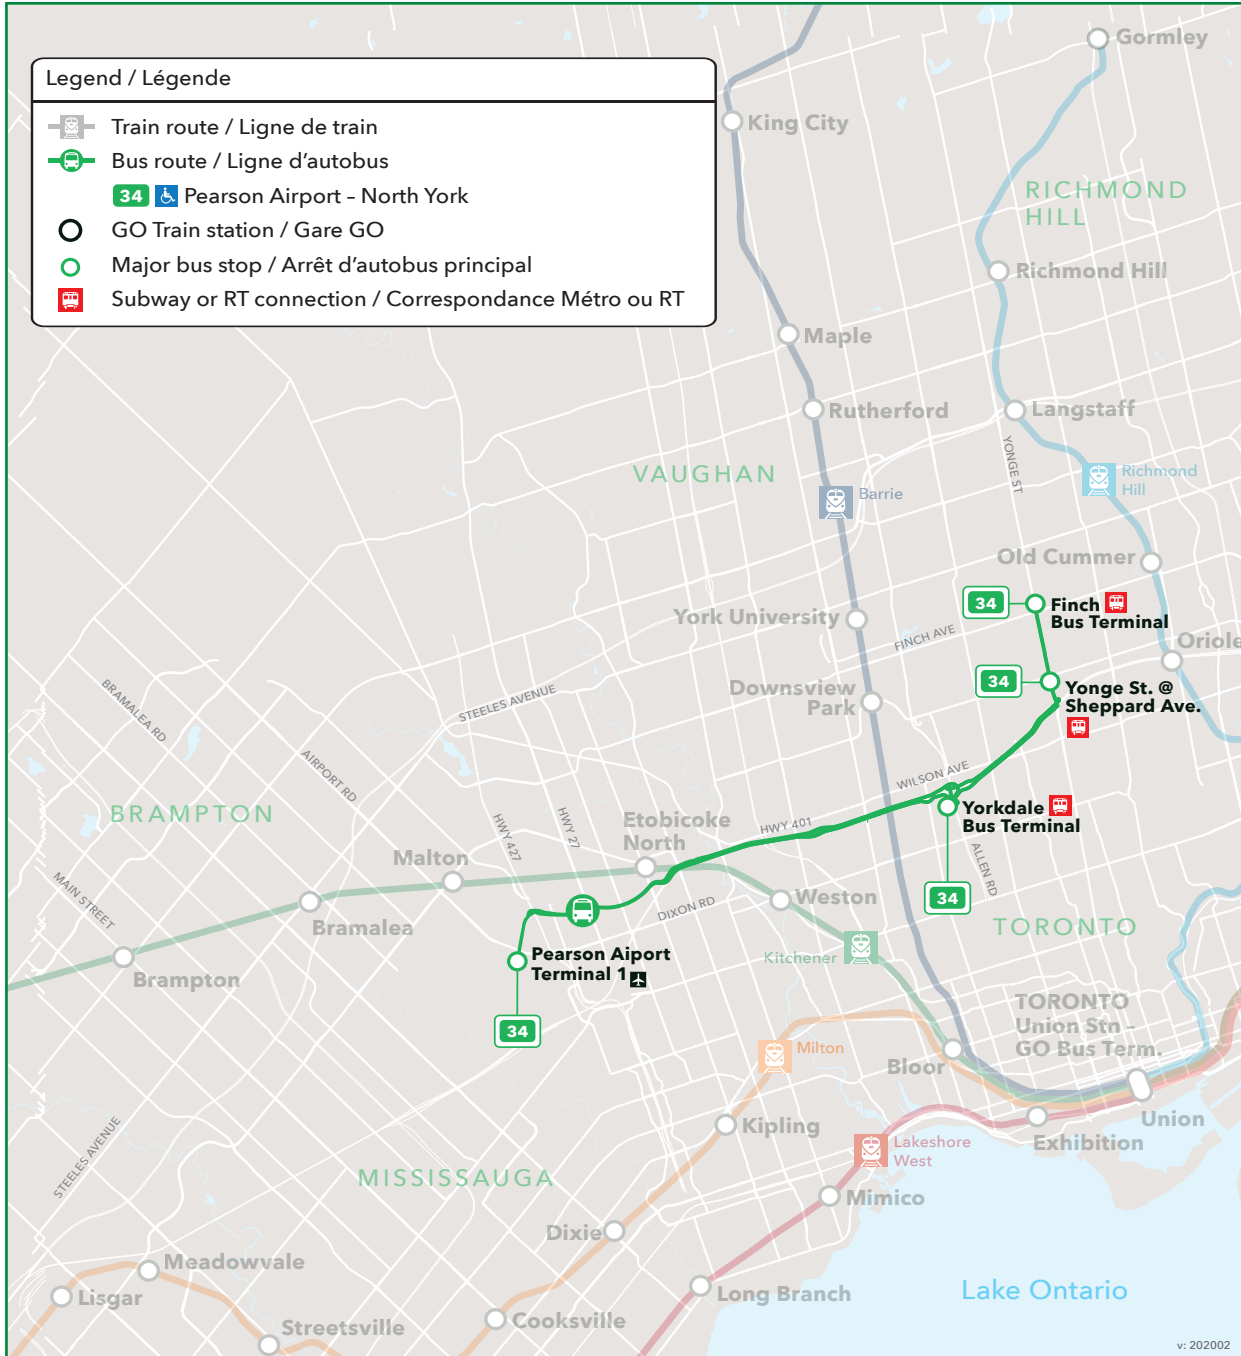 Legend / Légende
Train route / Ligne de train
Bus route / Ligne d'autobus
34 Pearson Airport – North York
GO Train station / Gare GO
Major bus stop / Arrêt d'autobus principal
Subway or RT connection / Correspondance Métro ou RT
Gormley
King City
RICHMOND
HILL
Richmond Hill
Maple
Rutherford
Langstaff
YONGE ST
VAUGHAN
Richmond
Hill
Barrie
Old Cummer
34
Finch
Bus Terminal
York University
FINCH AVE
Oriole
34
Yonge St. @
Sheppard Ave.
Downsview
Park
STEELES AVENUE
BRAMALEA RD
AIRPORT RD
WILSON AVE
BRAMPTON
HWY 427
HWY 27
Etobicoke
North
HWY 401
Yorkdale
Bus Terminal
ALLEN RD
Malton
MAIN STREET
34
Weston
DIXON RD
Bramalea
TORONTO
Kitchener
Pearson Aiport
Terminal 1
Brampton
34
TORONTO
Union Stn –
GO Bus Term.
Milton
Bloor
Union
Kipling
Exhibition
Lakeshore
West
STEELES AVENUE
MISSISSAUGA
Mimico
Dixie
Meadowvale
Lisgar
Long Branch
Lake Ontario
Cooksville
Streetsville
v: 202002